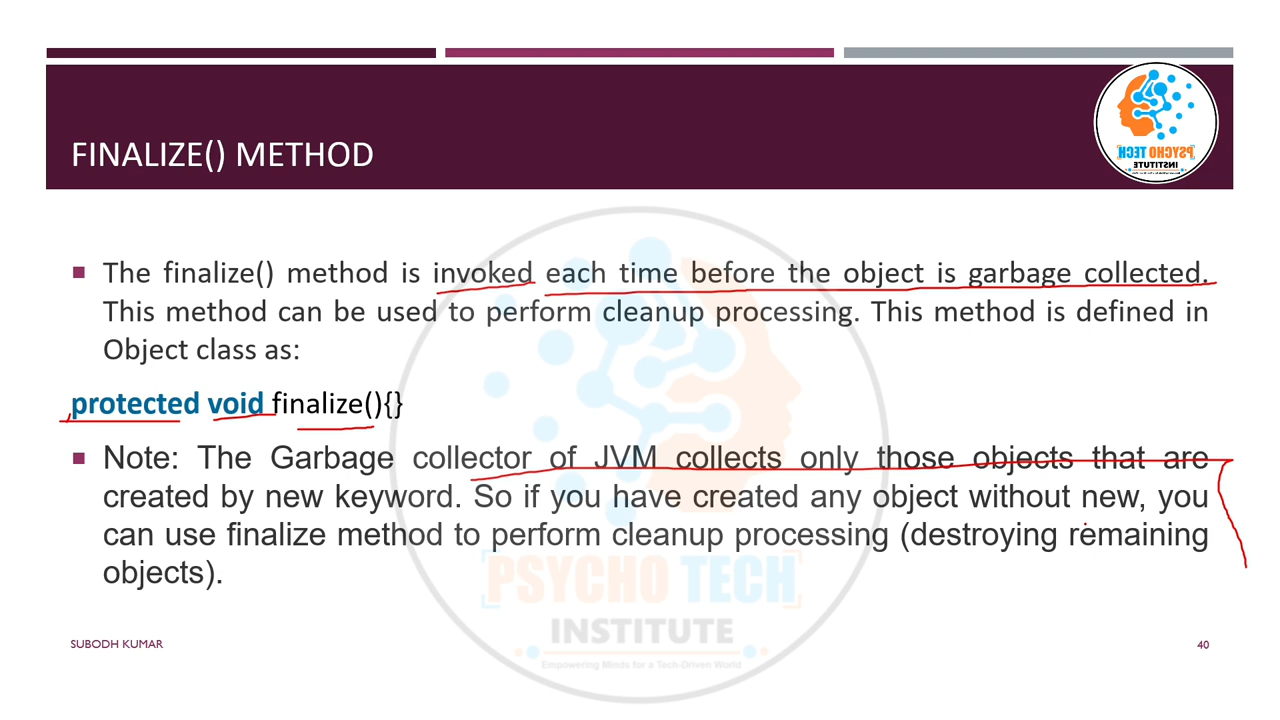 FINALIZE() METHOD
PSYCHO TECH
INSTITUTE
■ The finalize() method is invoked each time before the object is garbage collected.
This method can be used to perform cleanup processing. This method is defined in
Object class as:
protected void finalize(){}
■ Note: The Garbage collector of JVM collects only those objects that are
created by new keyword. So if you have created any object without new, you
can use finalize method to perform cleanup processing (destroying remaining
objects).
PSYCHO TECH
INSTITUTE
Empowering Minds for a Tech-Driven World
SUBODH KUMAR
40